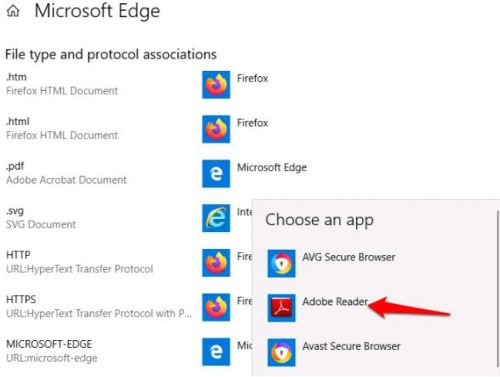 Microsoft Edge
File type and protocol associations
.htm
Firefox HTML Document
Firefox
.html
Firefox HTML Document
Firefox
.pdf
Adobe Acrobat Document
Microsoft Edge
.svg
SVG Document
Inte
HTTP
URL:HyperText Transfer Protocol
Fire
HTTPS
URL:HyperText Transfer Protocol with P...
Fire
MICROSOFT-EDGE
URL:microsoft-edge
Mic
Choose an app
AVG Secure Browser
Adobe Reader
Avast Secure Browser